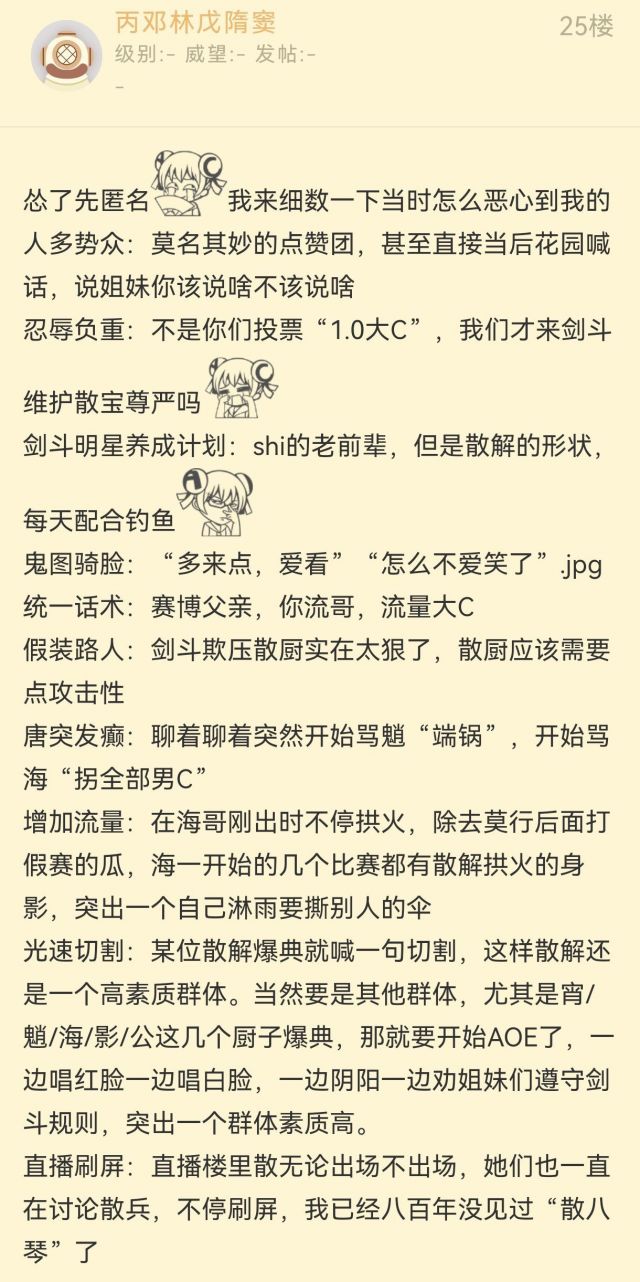 丙邓林戊隋窦
25楼
级别:- 威望:- 发帖:-
-
怂了先匿名 我来细数一下当时怎么恶心到我的
人多势众：莫名其妙的点赞团，甚至直接当后花园喊
话，说姐妹你该说啥不该说啥
忍辱负重：不是你们投票“1.0大C”，我们才来剑斗
维护散宝尊严吗
剑斗明星养成计划：shi的老前辈，但是散解的形状，
每天配合钓鱼
鬼图骑脸：“多来点，爱看”“怎么不爱笑了”.jpg
统一话术：赛博父亲，你流哥，流量大C
假装路人：剑斗欺压散厨实在太狠了，散厨应该需要
点攻击性
唐突发癫：聊着聊着突然开始骂魈“端锅”，开始骂
海“拐全部男C”
增加流量：在海哥刚出时不停拱火，除去莫行后面打
假赛的瓜，海一开始的几个比赛都有散解拱火的身
影，突出一个自己淋雨要撕别人的伞
光速切割：某位散解爆典就喊一句切割，这样散解还
是一个高素质群体。当然要是其他群体，尤其是宵/
魈/海/影/公这几个厨子爆典，那就要开始AOE了，一
边唱红脸一边唱白脸，一边阴阳一边劝姐妹们遵守剑
斗规则，突出一个群体素质高。
直播刷屏：直播楼里散无论出场不出场，她们也一直
在讨论散兵，不停刷屏，我已经八百年没见过“散八
琴”了